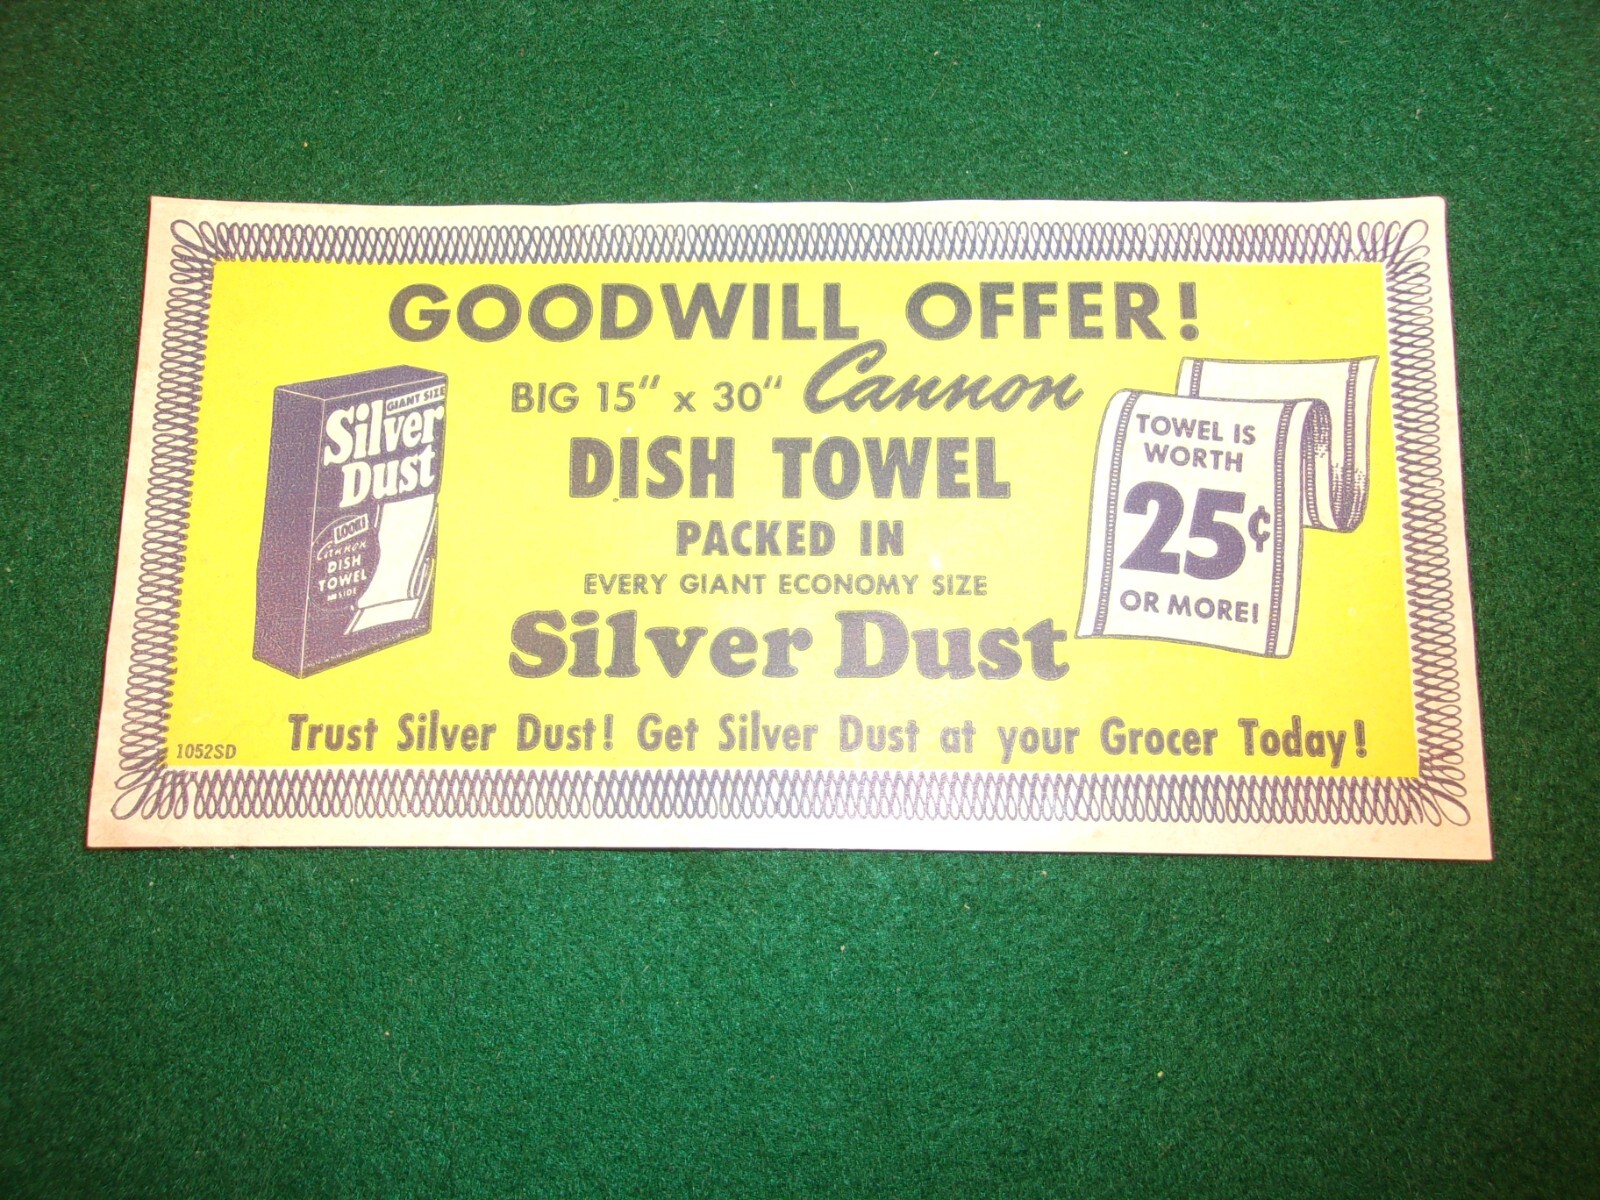 GOODWILL OFFER!
BIG 15" x 30" Cannon
DISH TOWEL
PACKED IN
EVERY GIANT ECONOMY SIZE
Silver Dust
Trust Silver Dust! Get Silver Dust at your Grocer Today!
1052SD
GIANT SIZE
Silver
Dust
LOOK!
Cannon
DISH
TOWEL
INSIDE
TOWEL IS
WORTH
25¢
OR MORE!